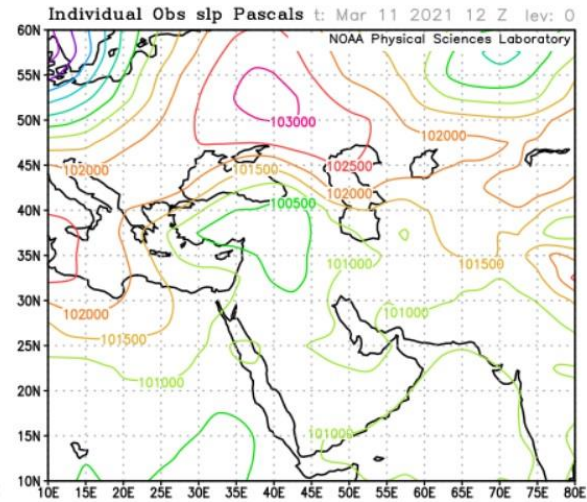 Individual Obs slp Pascals t: Mar 11 2021 12 Z lev: 0
NOAA Physical Sciences Laboratory
60N
55N
50N
45N
40N
35N
30N
25N
20N
15N
10N
103000
102000
102500
102000
101500
102000
100500
101000
101500
102000
101500
101000
101000
101000
10E 15E 20E 25E 30E 35E 40E 45E 50E 55E 60E 65E 70E 75E 80E